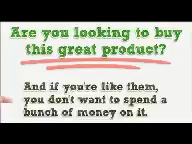 Are you looking to buy
this great product?
And if you're like them,
you don't want to spend a
bunch of money on it.